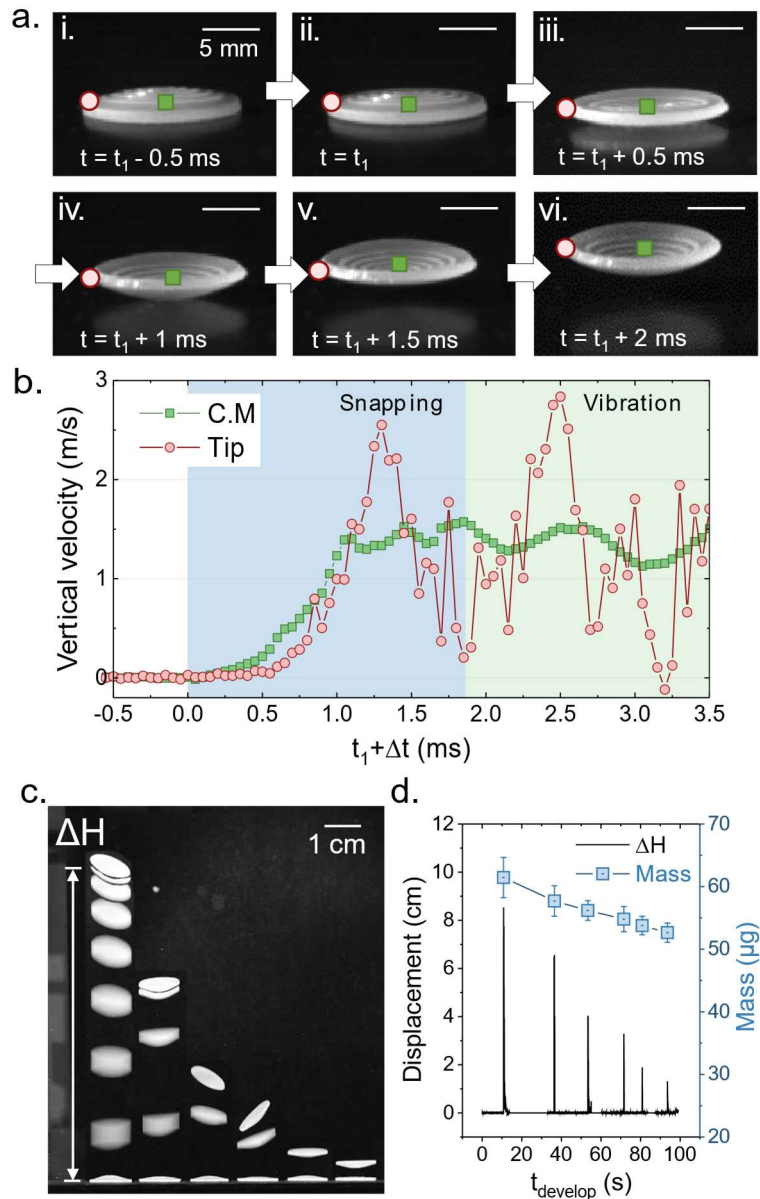 a.
i.
5 mm
t = t₁ - 0.5 ms
ii.
t = t₁
iii.
t = t₁ + 0.5 ms
iv.
t = t₁ + 1 ms
v.
t = t₁ + 1.5 ms
vi.
t = t₁ + 2 ms
b.
Vertical velocity (m/s)
3
2
1
0
C.M
Tip
Snapping
Vibration
-0.5 0.0 0.5 1.0 1.5 2.0 2.5 3.0 3.5
t₁+Δt (ms)
c.
ΔH
1 cm
d.
Displacement (cm)
12
10
8
6
4
2
0
ΔH
Mass
70
60
50
40
30
20
Mass (μg)
0 20 40 60 80 100
t_develop (s)